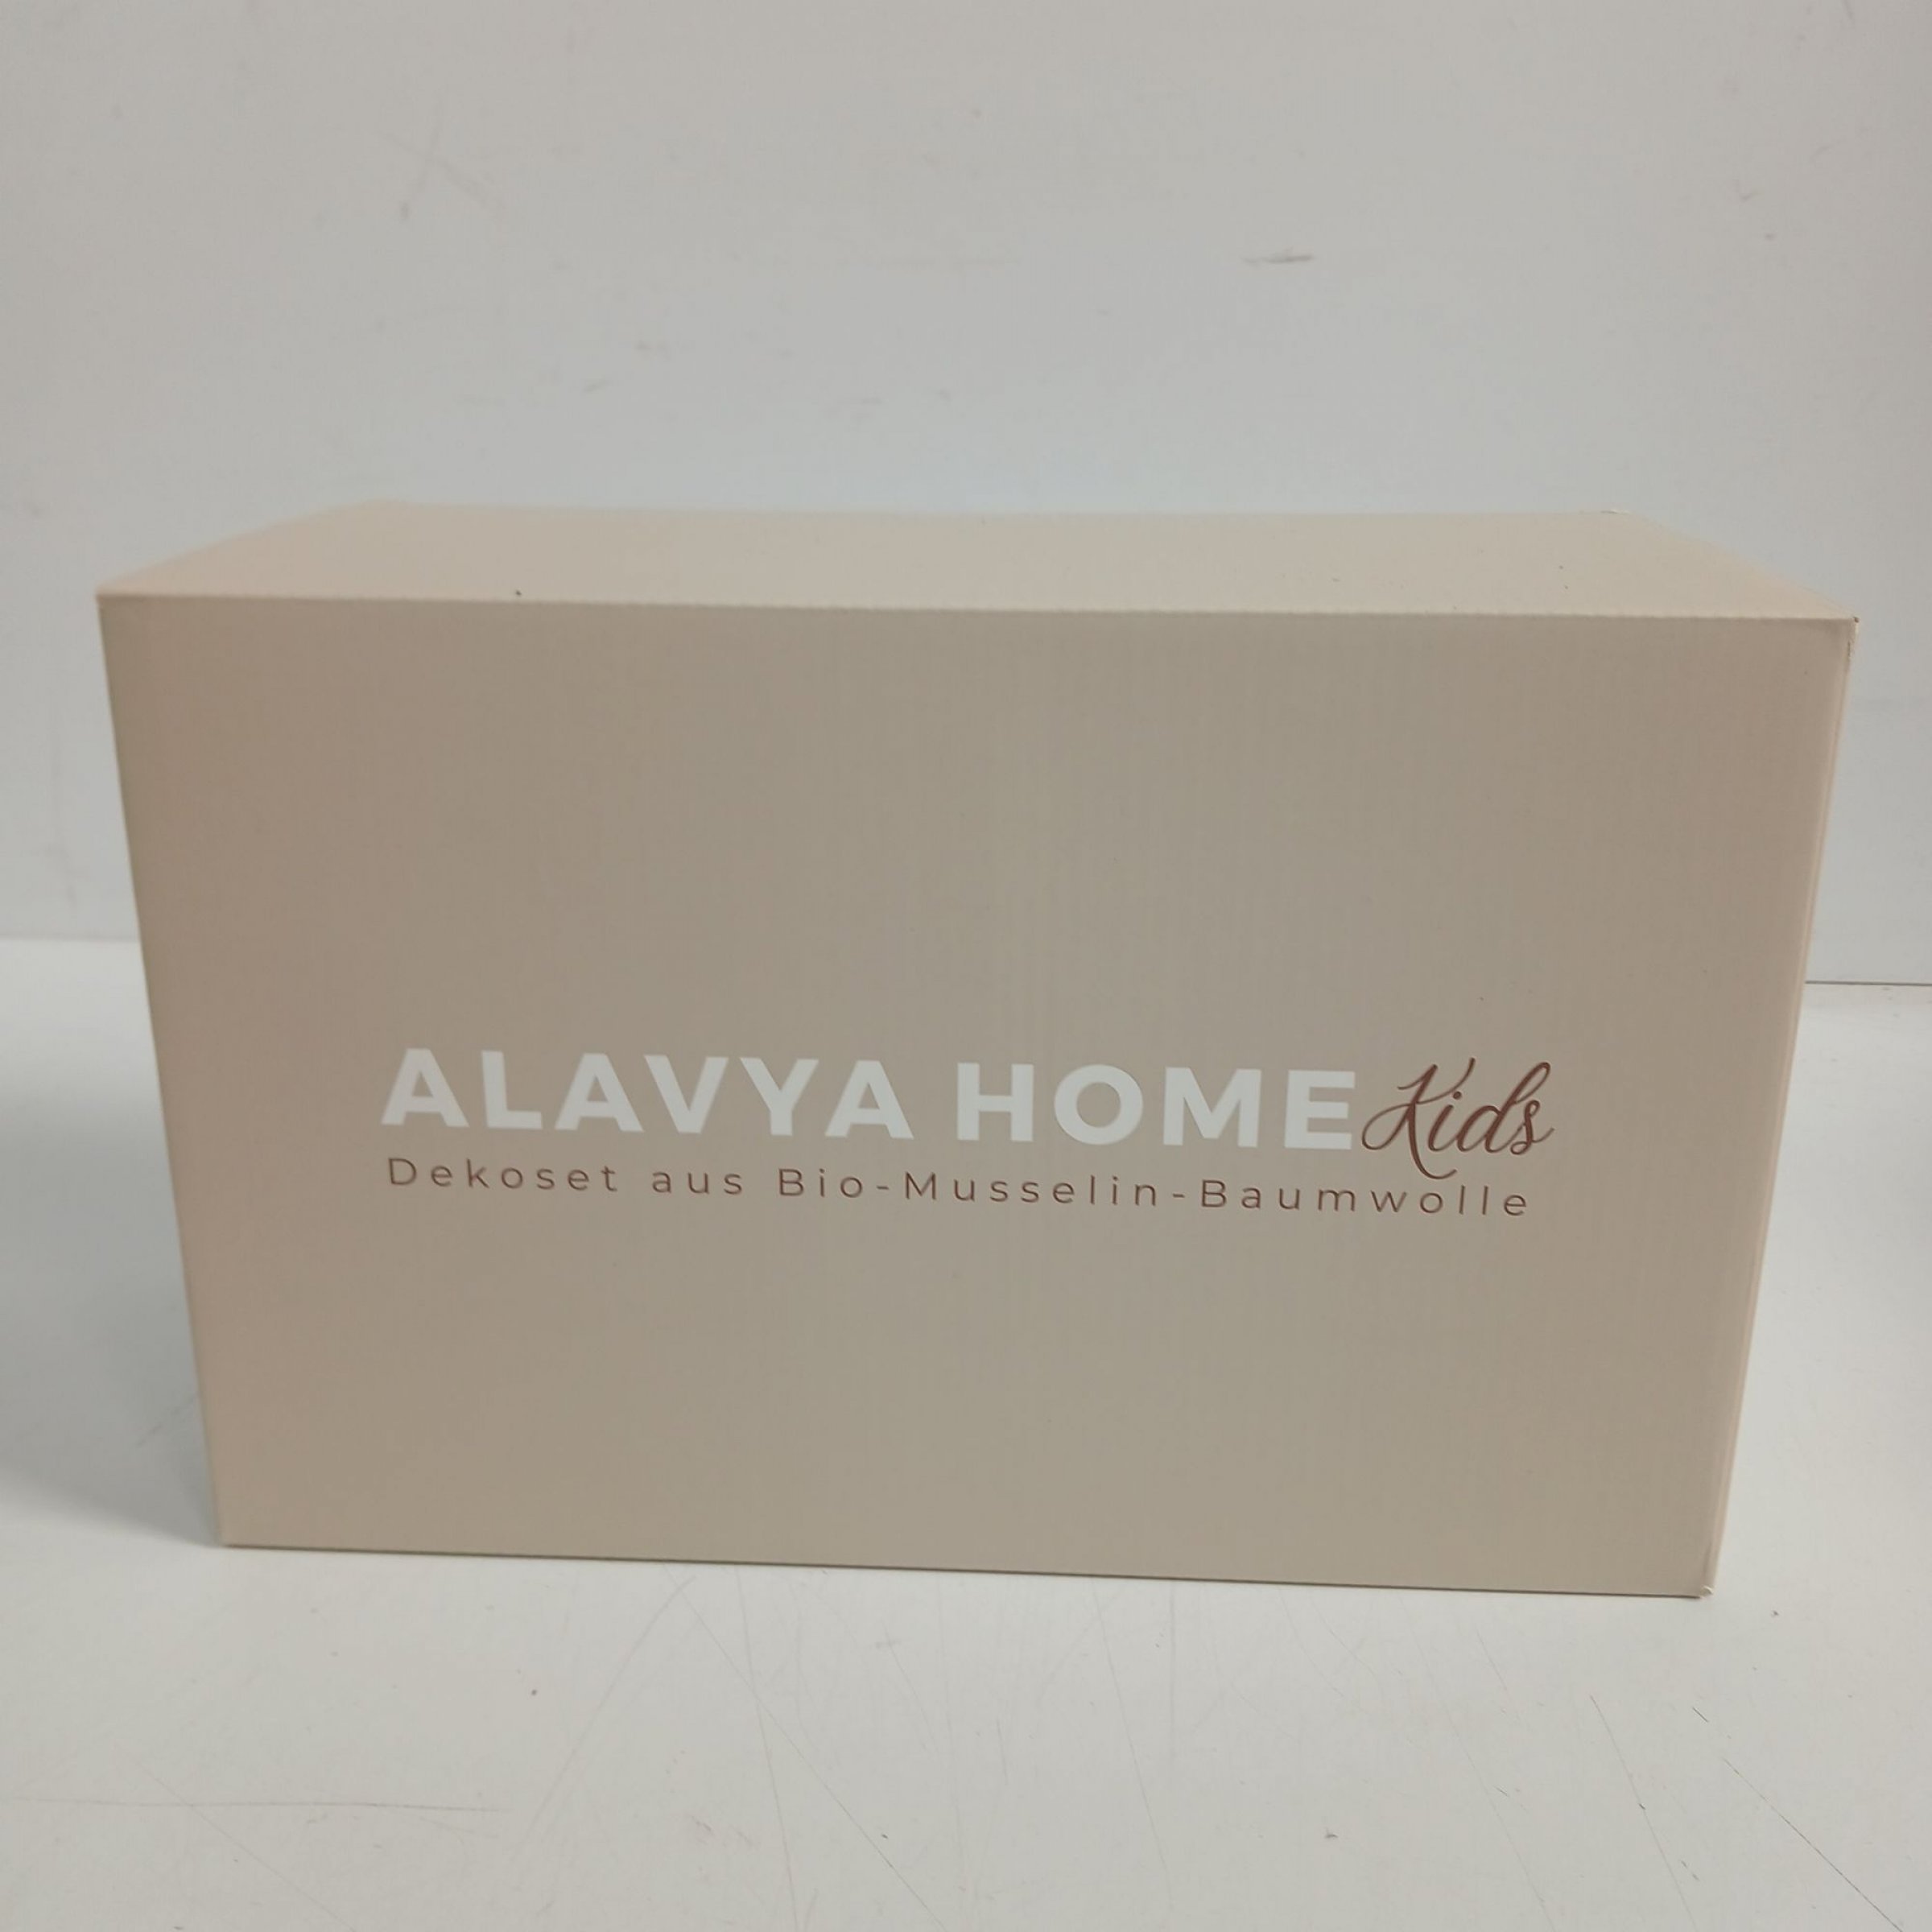 ALAVYA HOME Kids
Dekoset aus Bio-Musselin-Baumwolle